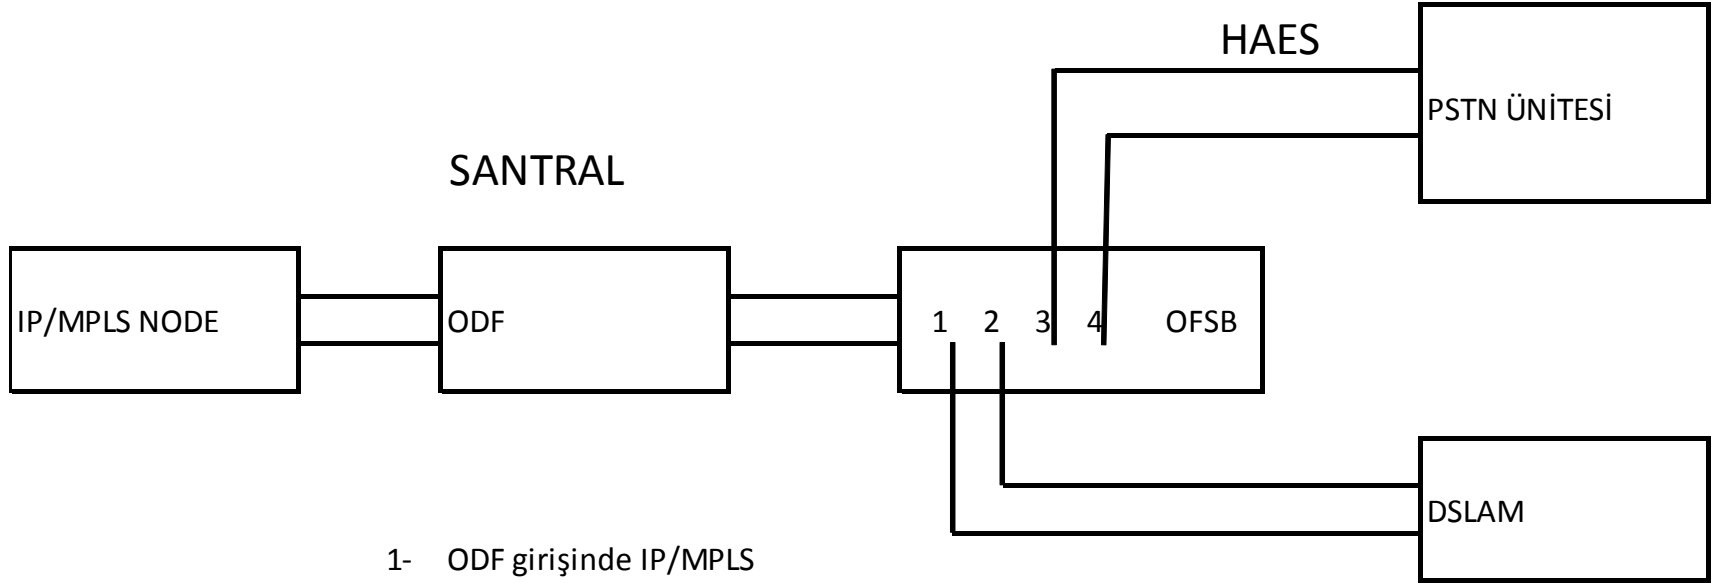 HAES
PSTN ÜNİTESİ
SANTRAL
IP/MPLS NODE
ODF
1 2 3 4 OFSB
DSLAM
1- ODF girişinde IP/MPLS